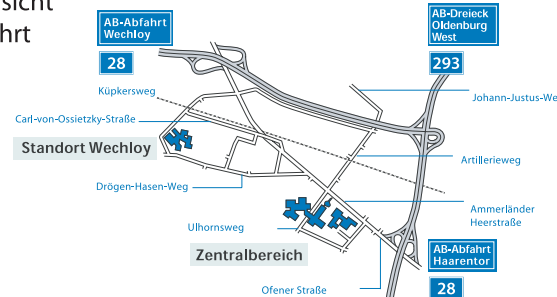 sicht
hrt
AB-Abfahrt
Wechloy
28
AB-Dreieck
Oldenburg
West
293
Küpkersweg
Johann-Justus-We
Carl-von-Ossietzky-Straße
Standort Wechloy
Artillerieweg
Drögen-Hasen-Weg
Ammerländer
Heerstraße
Ulhornsweg
Zentralbereich
AB-Abfahrt
Haarentor
28
Ofener Straße